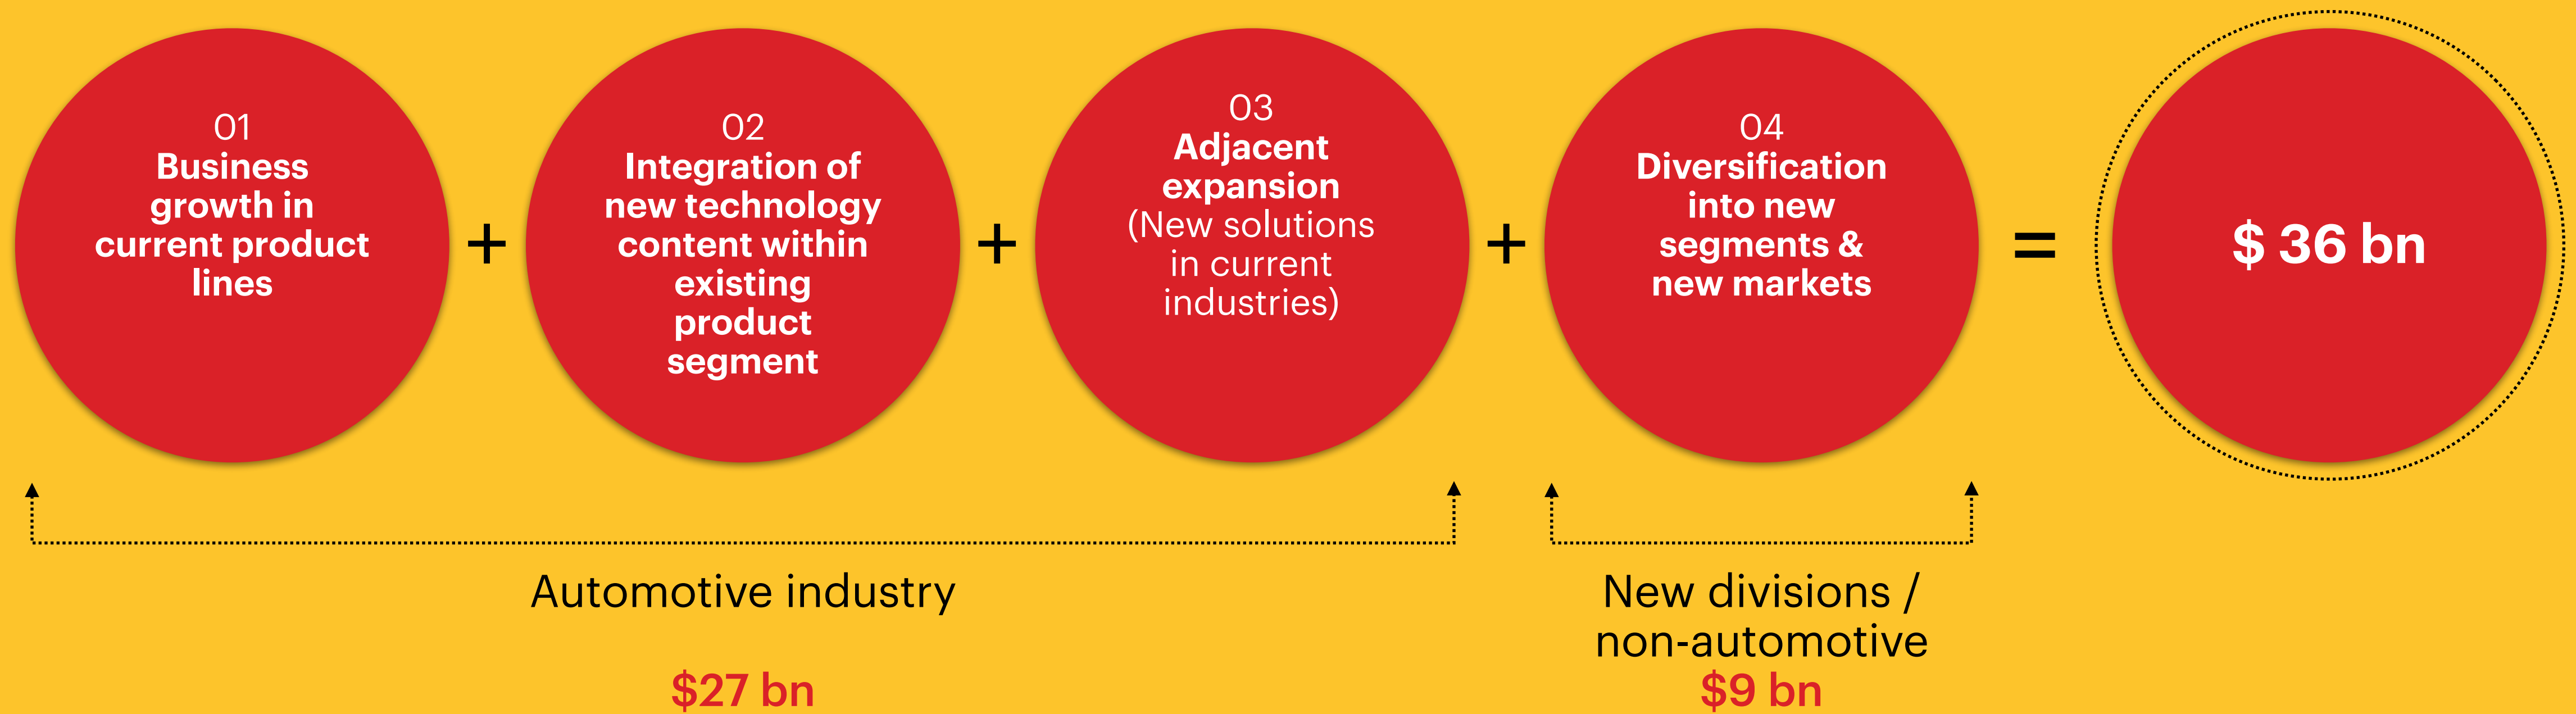 01
Business
growth in
current product
lines
+
02
Integration of
new technology
content within
existing
product
segment
+
03
Adjacent
expansion
(New solutions
in current
industries)
+
04
Diversification
into new
segments &
new markets
=
$ 36 bn
Automotive industry
$27 bn
New divisions /
non-automotive
$9 bn